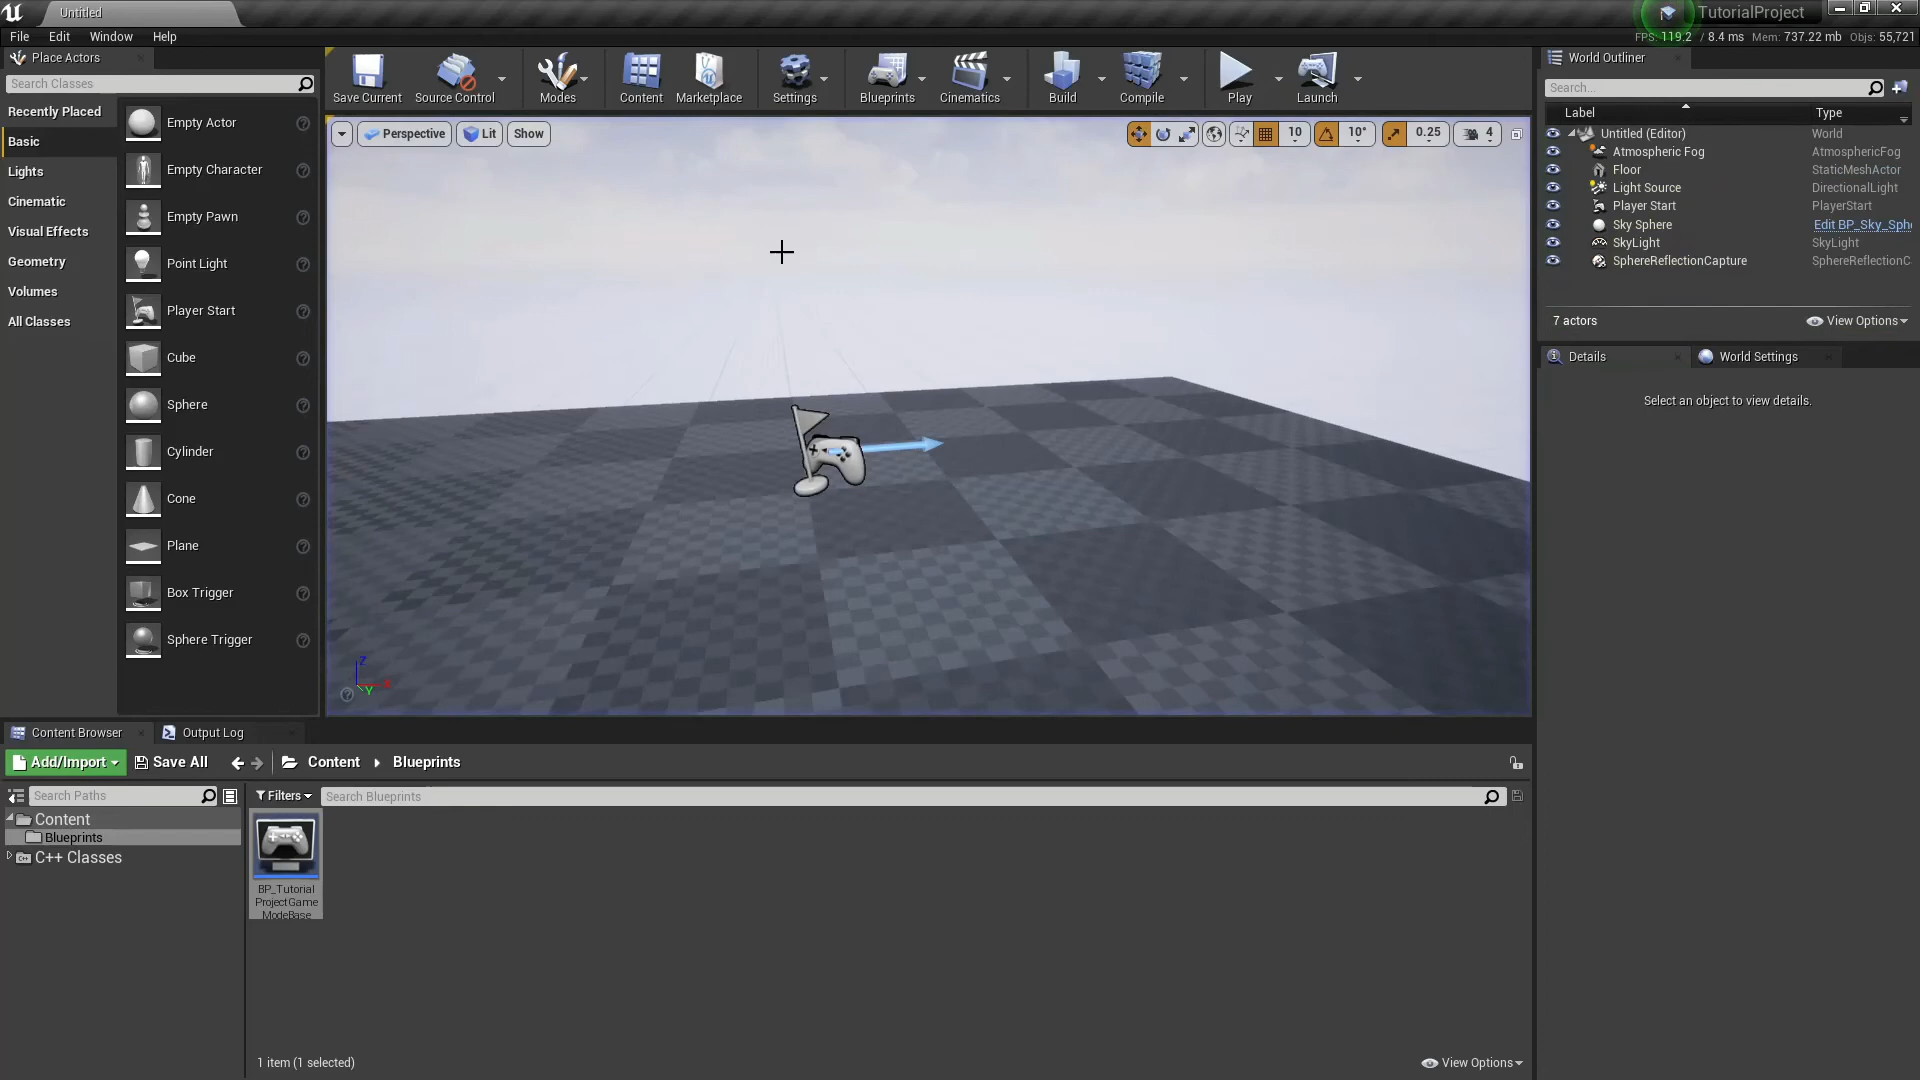 Untitled
TutorialProject
File Edit Window Help
FPS: 119.2 / 8.4 ms Mem: 737.22 mb Objs: 55,721
Place Actors
Search Classes
Recently Placed
Basic
Lights
Cinematic
Visual Effects
Geometry
Volumes
All Classes
Empty Actor
Empty Character
Empty Pawn
Point Light
Player Start
Cube
Sphere
Cylinder
Cone
Plane
Box Trigger
Sphere Trigger
Save Current Source Control Modes Content Marketplace Settings Blueprints Cinematics Build Compile Play Launch
Perspective Lit Show 10 10° 0.25 4
Z
X
Y
World Outliner
Search...
Label Type
Untitled (Editor) World
Atmospheric Fog AtmosphericFog
Floor StaticMeshActor
Light Source DirectionalLight
Player Start PlayerStart
Sky Sphere Edit BP_Sky_Sph
SkyLight SkyLight
SphereReflectionCapture SphereReflectionC
7 actors View Options
Details World Settings
Select an object to view details.
Content Browser Output Log
Add/Import Save All Content Blueprints
Search Paths Filters Search Blueprints
Content
Blueprints
C++ Classes
BP_Tutorial
ProjectGame
ModeBase
1 item (1 selected) View Options